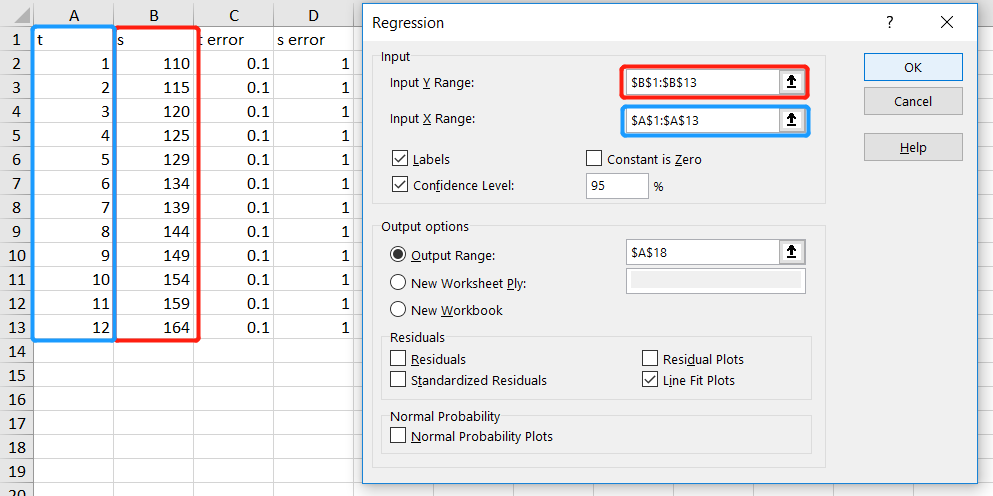 A B C D
1 t s t error s error
2 1 110 0.1 1
3 2 115 0.1 1
4 3 120 0.1 1
5 4 125 0.1 1
6 5 129 0.1 1
7 6 134 0.1 1
8 7 139 0.1 1
9 8 144 0.1 1
10 9 149 0.1 1
11 10 154 0.1 1
12 11 159 0.1 1
13 12 164 0.1 1
14
15
16
17
18
19
20
Regression ?
Input
Input Y Range: $B$1:$B$13
Input X Range: $A$1:$A$13
Labels Constant is Zero
Confidence Level: 95 %
Output options
Output Range: $A$18
New Worksheet Ply:
New Workbook
Residuals
Residuals Residual Plots
Standardized Residuals Line Fit Plots
Normal Probability
Normal Probability Plots
OK
Cancel
Help